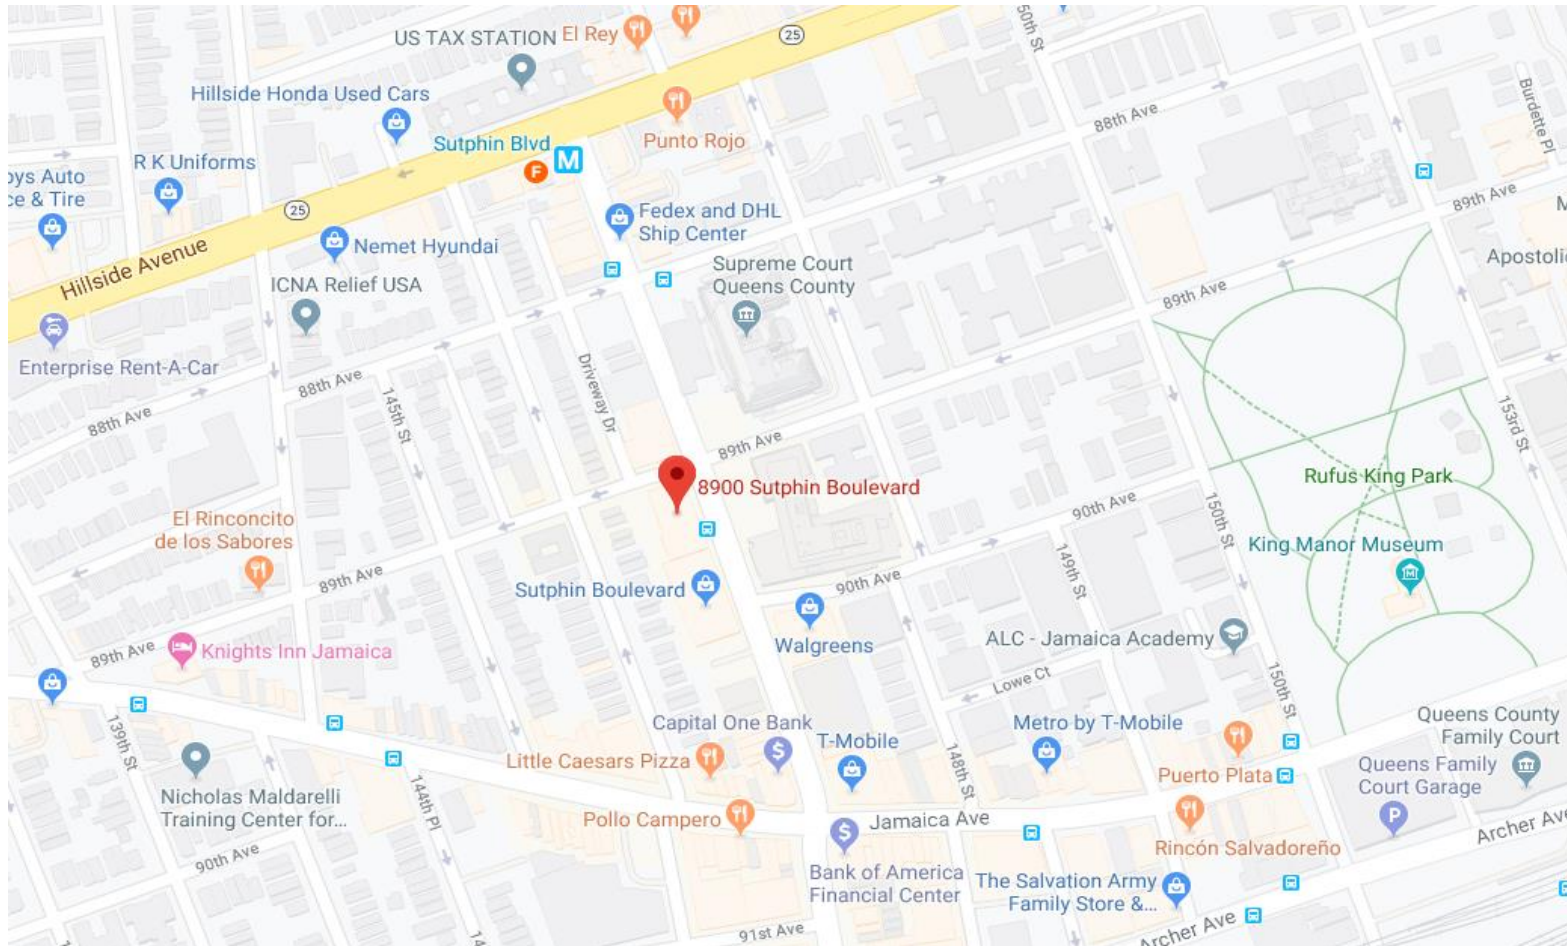 US TAX STATION
El Rey
25
150th St
Hillside Honda Used Cars
Sutphin Blvd
M
F
Punto Rojo
88th Ave
Burdette Pl
R K Uniforms
Auto
& Tire
25
Nemet Hyundai
Hillside Avenue
Fedex and DHL
Ship Center
89th Ave
ICNA Relief USA
Supreme Court
Queens County
89th Ave
Enterprise Rent-A-Car
88th Ave
88th Ave
145th St
Driveway Dr
89th Ave
153rd St
8900 Sutphin Boulevard
Rufus King Park
El Rinconcito
de los Sabores
90th Ave
150th St
King Manor Museum
89th Ave
Sutphin Boulevard
90th Ave
149th St
Walgreens
ALC - Jamaica Academy
89th Ave
Knights Inn Jamaica
Lowe Ct
150th St
139th St
Capital One Bank
T-Mobile
Metro by T-Mobile
Queens County
Family Court
Little Caesars Pizza
148th St
Puerto Plata
Queens Family
Court Garage
P
Nicholas Maldarelli
Training Center for...
144th Pl
Pollo Campero
Jamaica Ave
Rincón Salvadoreño
Archer Ave
90th Ave
Bank of America
Financial Center
The Salvation Army
Family Store &...
91st Ave
Archer Ave